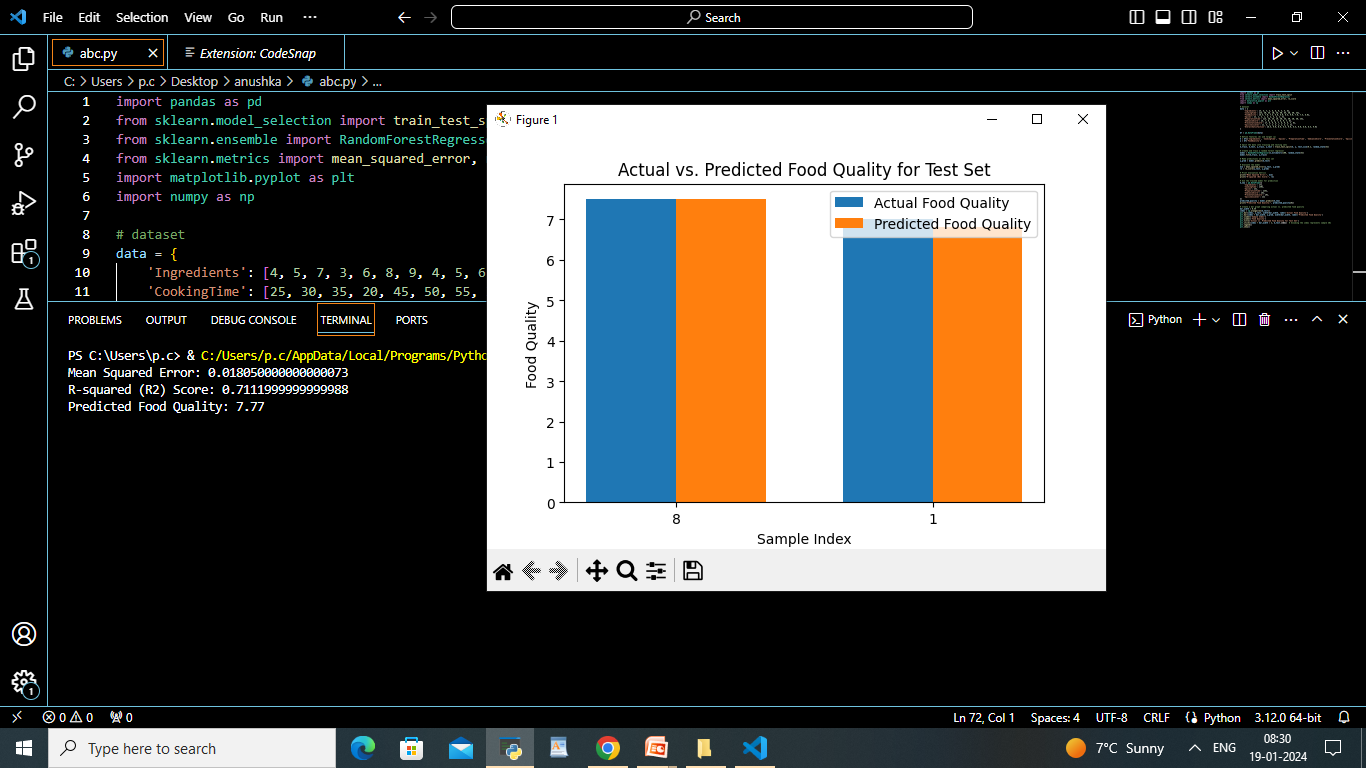 File Edit Selection View Go Run ··· Search
abc.py Extension: CodeSnap
C: > Users > p.c > Desktop > anushka > abc.py > ...
1 import pandas as pd
2 from sklearn.model_selection import train_test_s
3 from sklearn.ensemble import RandomForestRegress
4 from sklearn.metrics import mean_squared_error,
5 import matplotlib.pyplot as plt
6 import numpy as np
7
8 # dataset
9 data = {
10 'Ingredients': [4, 5, 7, 3, 6, 8, 9, 4, 5, 6
11 'CookingTime': [25, 30, 35, 20, 45, 50, 55,
PROBLEMS OUTPUT DEBUG CONSOLE TERMINAL PORTS
Python
PS C:\Users\p.c> & C:/Users/p.c/AppData/Local/Programs/Pytho
Mean Squared Error: 0.018050000000000073
R-squared (R2) Score: 0.7111999999999988
Predicted Food Quality: 7.77
Figure 1
Actual vs. Predicted Food Quality for Test Set
Actual Food Quality
Predicted Food Quality
Food Quality
7
6
5
4
3
2
1
0
8 1
Sample Index
1
1
0 0 0
Ln 72, Col 1 Spaces: 4 UTF-8 CRLF Python 3.12.0 64-bit
Type here to search
7°C Sunny
ENG
08:30
19-01-2024